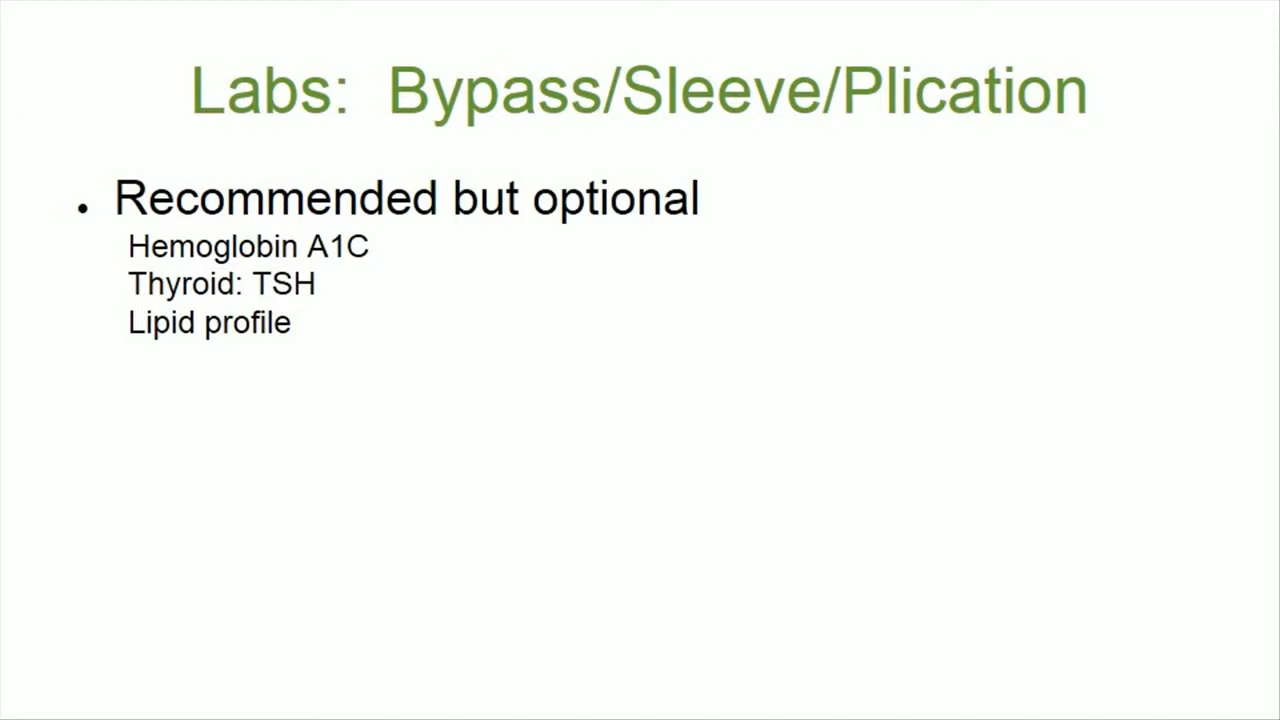 Labs: Bypass/Sleeve/Plication
• Recommended but optional
Hemoglobin A1C
Thyroid: TSH
Lipid profile